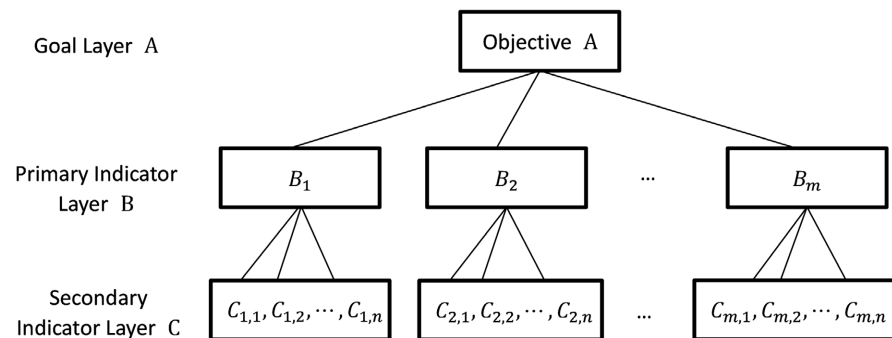 Goal Layer A
Objective A
Primary Indicator
Layer B
B₁
B₂
...
Bₘ
Secondary
Indicator Layer C
C₁,₁, C₁,₂, ⋯ , C₁,ₙ
C₂,₁, C₂,₂, ⋯ , C₂,ₙ
...
Cₘ,₁, Cₘ,₂, ⋯ , Cₘ,ₙ